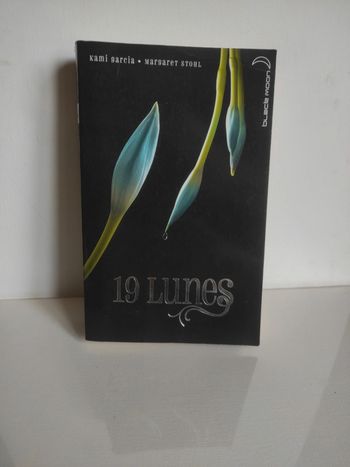 Kami Garcia • Margaret Stohl
black moon
19 Lunes